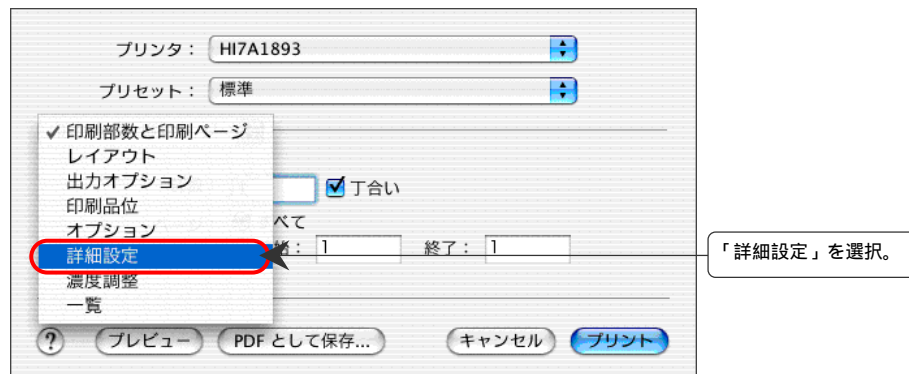 プリンタ： HI7A1893
プリセット： 標準
✓ 印刷部数と印刷ページ
レイアウト
出力オプション
丁合い
印刷品位
べて
オプション
始： 1 終了： 1
詳細設定
「詳細設定」を選択。
濃度調整
一覧
? プレビュー PDF として保存... キャンセル プリント